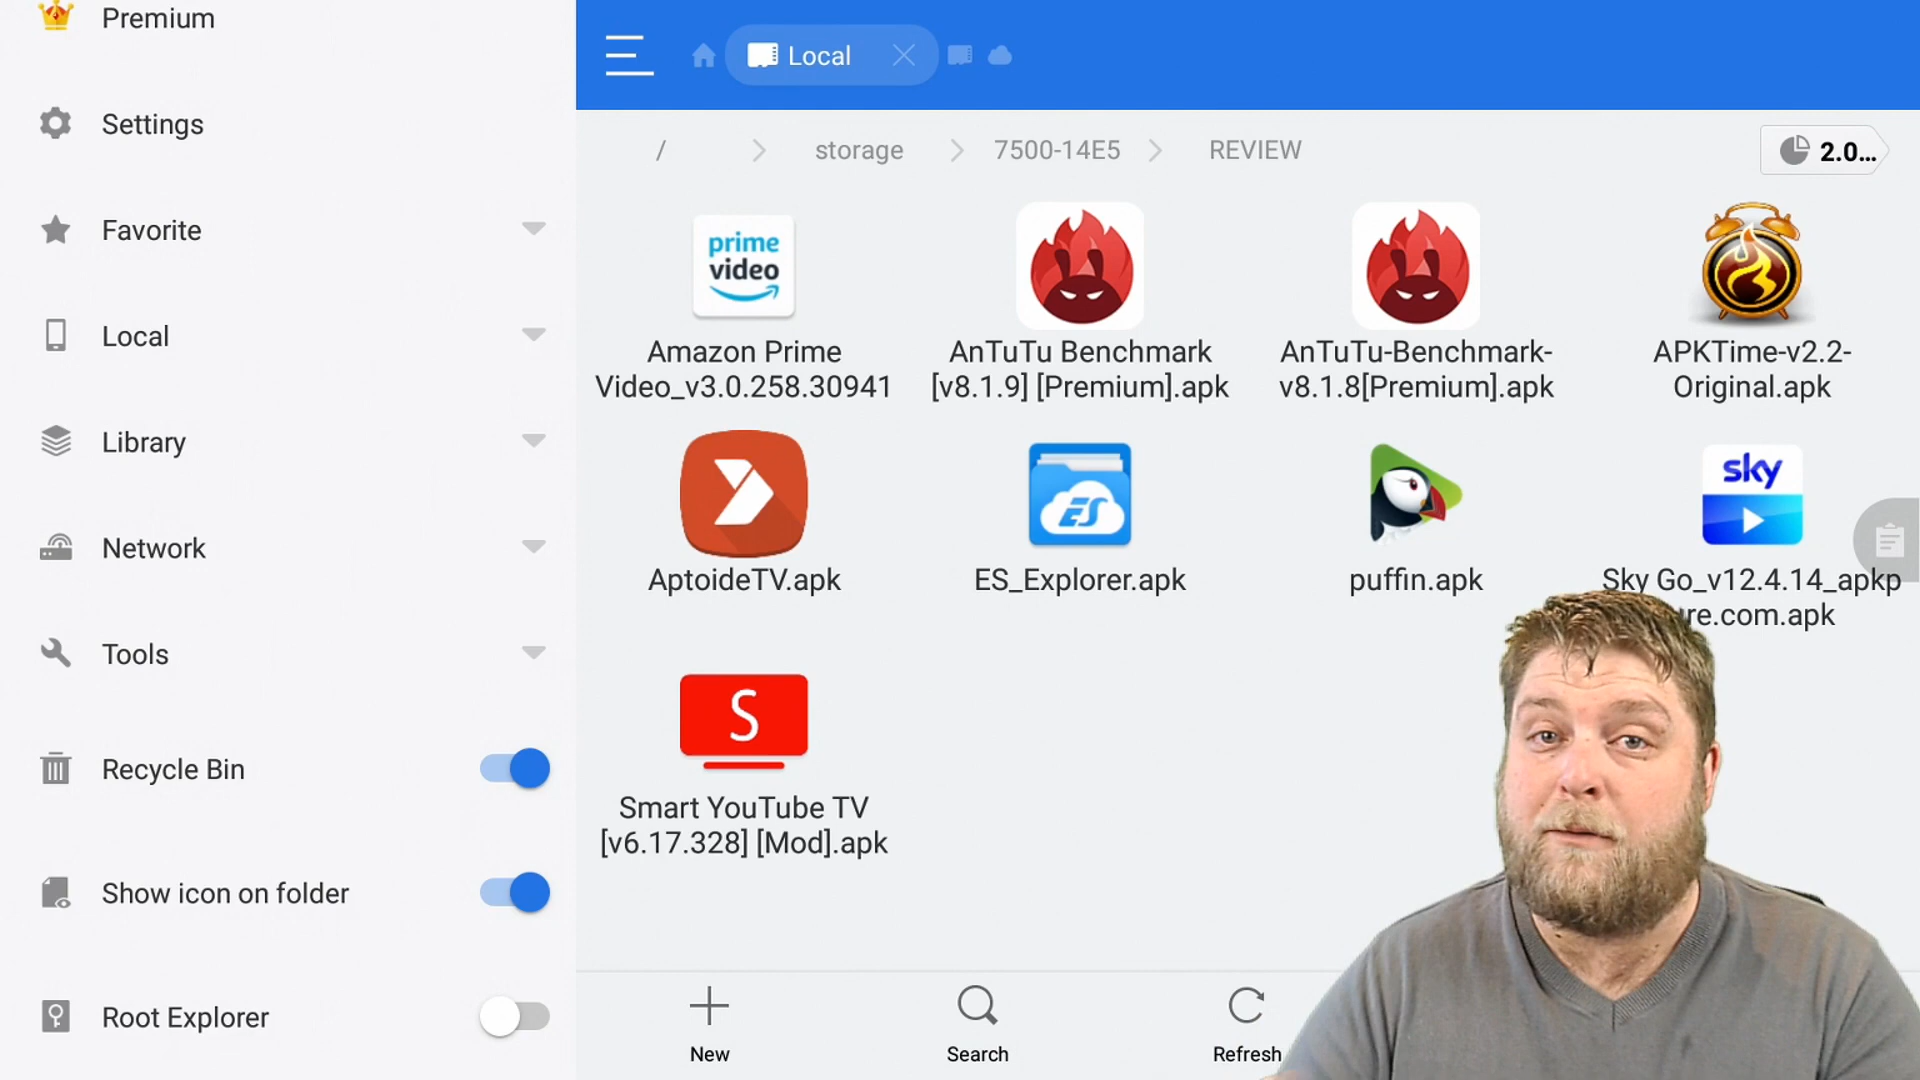 Premium
Settings
Favorite
Local
Library
Network
Tools
Recycle Bin
Show icon on folder
Root Explorer
Local
/ storage 7500-14E5 REVIEW
2.0...
prime
video
Amazon Prime
Video_v3.0.258.30941
AnTuTu Benchmark
[v8.1.9] [Premium].apk
AnTuTu-Benchmark-
v8.1.8[Premium].apk
APKTime-v2.2-
Original.apk
AptoideTV.apk
ES
ES_Explorer.apk
puffin.apk
sky
Sky Go_v12.4.14_apkp
re.com.apk
S
Smart YouTube TV
[v6.17.328] [Mod].apk
New
Search
Refresh